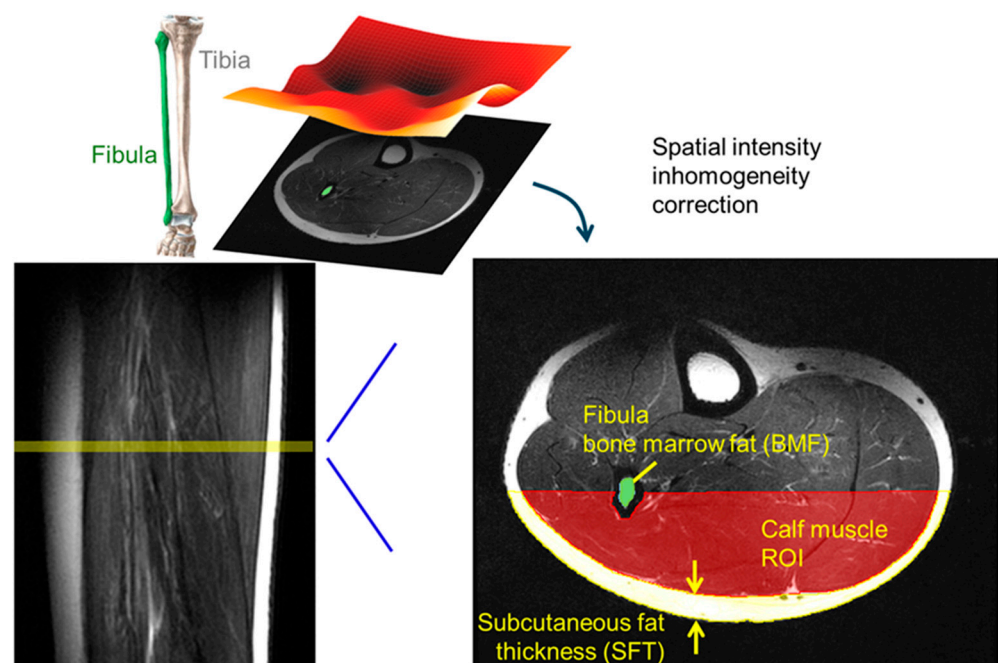 Tibia
Fibula
Spatial intensity
inhomogeneity
correction
Fibula
bone marrow fat (BMF)
Calf muscle
ROI
Subcutaneous fat
thickness (SFT)